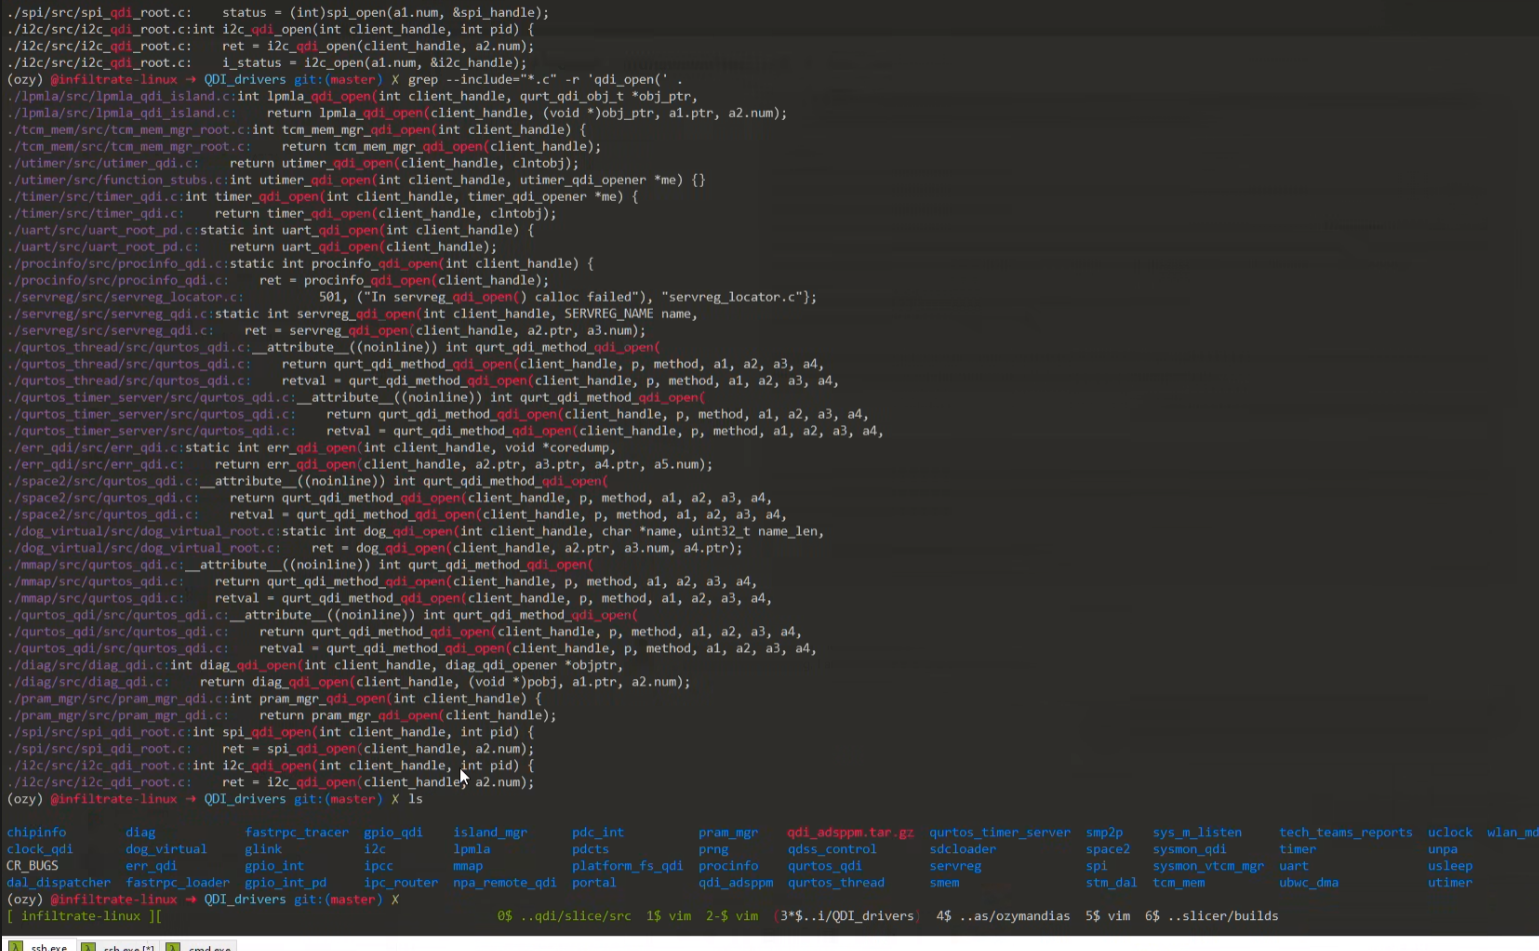 ./spi/src/spi_qdi_root.c:    status = (int)spi_open(a1.num, &spi_handle);
./i2c/src/i2c_qdi_root.c:int i2c_qdi_open(int client_handle, int pid) {
./i2c/src/i2c_qdi_root.c:    ret = i2c_qdi_open(client_handle, a2.num);
./i2c/src/i2c_qdi_root.c:    i_status = i2c_open(a1.num, &i2c_handle);
(ozy) @infiltrate-linux → QDI_drivers git:(master) X grep --include="*.c" -r 'qdi_open(' .
./lpmla/src/lpmla_qdi_island.c:int lpmla_qdi_open(int client_handle, qurt_qdi_obj_t *obj_ptr,
./lpmla/src/lpmla_qdi_island.c:    return lpmla_qdi_open(client_handle, (void *)obj_ptr, a1.ptr, a2.num);
./tcm_mem/src/tcm_mem_mgr_root.c:int tcm_mem_mgr_qdi_open(int client_handle) {
./tcm_mem/src/tcm_mem_mgr_root.c:    return tcm_mem_mgr_qdi_open(client_handle);
./utimer/src/utimer_qdi.c:    return utimer_qdi_open(client_handle, clntobj);
./utimer/src/function_stubs.c:int utimer_qdi_open(int client_handle, utimer_qdi_opener *me) {}
./timer/src/timer_qdi.c:int timer_qdi_open(int client_handle, timer_qdi_opener *me) {
./timer/src/timer_qdi.c:    return timer_qdi_open(client_handle, clntobj);
./uart/src/uart_root_pd.c:static int uart_qdi_open(int client_handle) {
./uart/src/uart_root_pd.c:    return uart_qdi_open(client_handle);
./procinfo/src/procinfo_qdi.c:static int procinfo_qdi_open(int client_handle) {
./procinfo/src/procinfo_qdi.c:    ret = procinfo_qdi_open(client_handle);
./servreg/src/servreg_locator.c:          501, ("In servreg_qdi_open() calloc failed"), "servreg_locator.c"};
./servreg/src/servreg_qdi.c:static int servreg_qdi_open(int client_handle, SERVREG_NAME name,
./servreg/src/servreg_qdi.c:    ret = servreg_qdi_open(client_handle, a2.ptr, a3.num);
./qurtos_thread/src/qurtos_qdi.c:__attribute__((noinline)) int qurt_qdi_method_qdi_open(
./qurtos_thread/src/qurtos_qdi.c:    return qurt_qdi_method_qdi_open(client_handle, p, method, a1, a2, a3, a4,
./qurtos_thread/src/qurtos_qdi.c:    retval = qurt_qdi_method_qdi_open(client_handle, p, method, a1, a2, a3, a4,
./qurtos_timer_server/src/qurtos_qdi.c:__attribute__((noinline)) int qurt_qdi_method_qdi_open(
./qurtos_timer_server/src/qurtos_qdi.c:    return qurt_qdi_method_qdi_open(client_handle, p, method, a1, a2, a3, a4,
./qurtos_timer_server/src/qurtos_qdi.c:    retval = qurt_qdi_method_qdi_open(client_handle, p, method, a1, a2, a3, a4,
./err_qdi/src/err_qdi.c:static int err_qdi_open(int client_handle, void *coredump,
./err_qdi/src/err_qdi.c:    return err_qdi_open(client_handle, a2.ptr, a3.ptr, a4.ptr, a5.num);
./space2/src/qurtos_qdi.c:__attribute__((noinline)) int qurt_qdi_method_qdi_open(
./space2/src/qurtos_qdi.c:    return qurt_qdi_method_qdi_open(client_handle, p, method, a1, a2, a3, a4,
./space2/src/qurtos_qdi.c:    retval = qurt_qdi_method_qdi_open(client_handle, p, method, a1, a2, a3, a4,
./dog_virtual/src/dog_virtual_root.c:static int dog_qdi_open(int client_handle, char *name, uint32_t name_len,
./dog_virtual/src/dog_virtual_root.c:    ret = dog_qdi_open(client_handle, a2.ptr, a3.num, a4.ptr);
./mmap/src/qurtos_qdi.c:__attribute__((noinline)) int qurt_qdi_method_qdi_open(
./mmap/src/qurtos_qdi.c:    return qurt_qdi_method_qdi_open(client_handle, p, method, a1, a2, a3, a4,
./mmap/src/qurtos_qdi.c:    retval = qurt_qdi_method_qdi_open(client_handle, p, method, a1, a2, a3, a4,
./qurtos_qdi/src/qurtos_qdi.c:__attribute__((noinline)) int qurt_qdi_method_qdi_open(
./qurtos_qdi/src/qurtos_qdi.c:    return qurt_qdi_method_qdi_open(client_handle, p, method, a1, a2, a3, a4,
./qurtos_qdi/src/qurtos_qdi.c:    retval = qurt_qdi_method_qdi_open(client_handle, p, method, a1, a2, a3, a4,
./diag/src/diag_qdi.c:int diag_qdi_open(int client_handle, diag_qdi_opener *objptr,
./diag/src/diag_qdi.c:    return diag_qdi_open(client_handle, (void *)pobj, a1.ptr, a2.num);
./pram_mgr/src/pram_mgr_qdi.c:int pram_mgr_qdi_open(int client_handle) {
./pram_mgr/src/pram_mgr_qdi.c:    return pram_mgr_qdi_open(client_handle);
./spi/src/spi_qdi_root.c:int spi_qdi_open(int client_handle, int pid) {
./spi/src/spi_qdi_root.c:    ret = spi_qdi_open(client_handle, a2.num);
./i2c/src/i2c_qdi_root.c:int i2c_qdi_open(int client_handle, int pid) {
./i2c/src/i2c_qdi_root.c:    ret = i2c_qdi_open(client_handle, a2.num);
(ozy) @infiltrate-linux → QDI_drivers git:(master) X ls
chipinfo diag fastrpc_tracer gpio_qdi island_mgr pdc_int pram_mgr qdi_adsppm.tar.gz qurtos_timer_server smp2p sys_m_listen tech_teams_reports uclock wlan_md
clock_qdi dog_virtual glink i2c lpmla pdcts prng qdss_control sdcloader space2 sysmon_qdi timer unpa
CR_BUGS err_qdi gpio_int ipcc mmap platform_fs_qdi procinfo qurtos_qdi servreg spi sysmon_vtcm_mgr uart usleep
dal_dispatcher fastrpc_loader gpio_int_pd ipc_router npa_remote_qdi portal qdi_adsppm qurtos_thread smem stm_dal tcm_mem ubwc_dma utimer
(ozy) @infiltrate-linux → QDI_drivers git:(master) X
[ infiltrate-linux ][ 0$ ..qdi/slice/src 1$ vim 2-$ vim (3*$..i/QDI_drivers) 4$ ..as/ozymandias 5$ vim 6$ ..slicer/builds
ssh.exe ssh.exe [*] cmd.exe